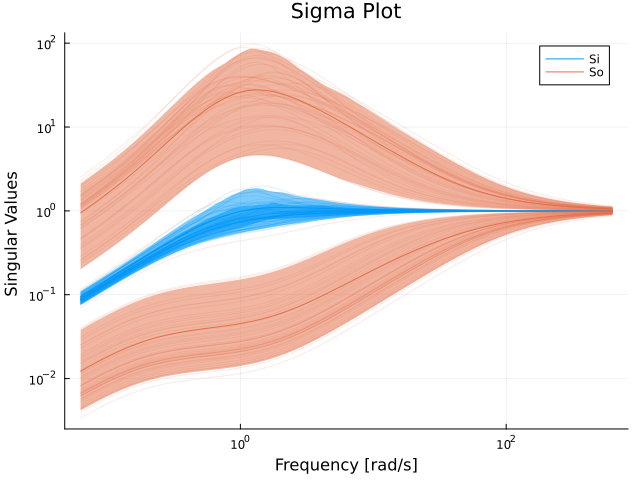 Sigma Plot
Singular Values
10²
10¹
10⁰
10⁻¹
10⁻²
Si
So
10⁰
10²
Frequency [rad/s]